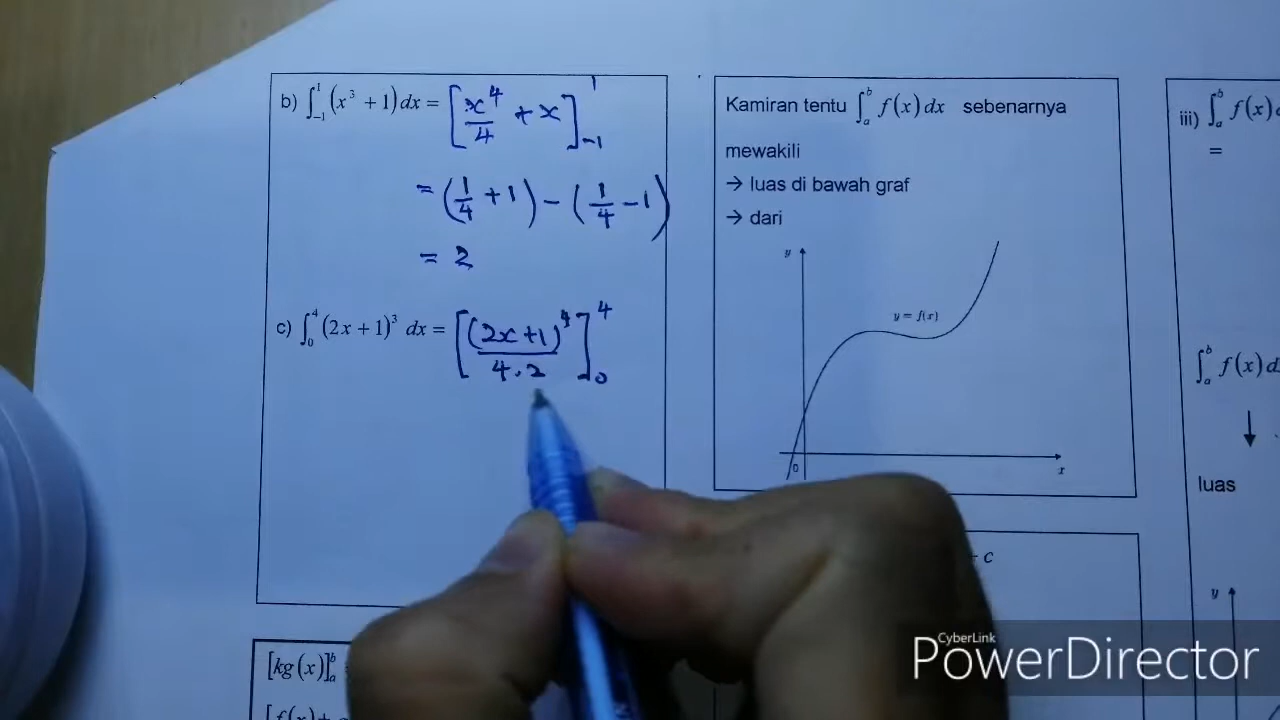 b) ∫₋₁¹ (x³ + 1) dx = [x⁴/4 + x]₋₁¹
= (1/4 + 1) − (1/4 − 1)
= 2
c) ∫₀⁴ (2x + 1)³ dx = [(2x + 1)⁴/4.2]₀⁴
Kamiran tentu ∫ₐᵇ f(x) dx sebenarnya
mewakili
→ luas di bawah graf
→ dari
y
y = f(x)
0
x
iii) ∫ₐᵇ f(x)
=
∫ₐᵇ f(x)d
↓
luas
y
- c
[kg(x)]ₐᵇ
CyberLink
PowerDirector